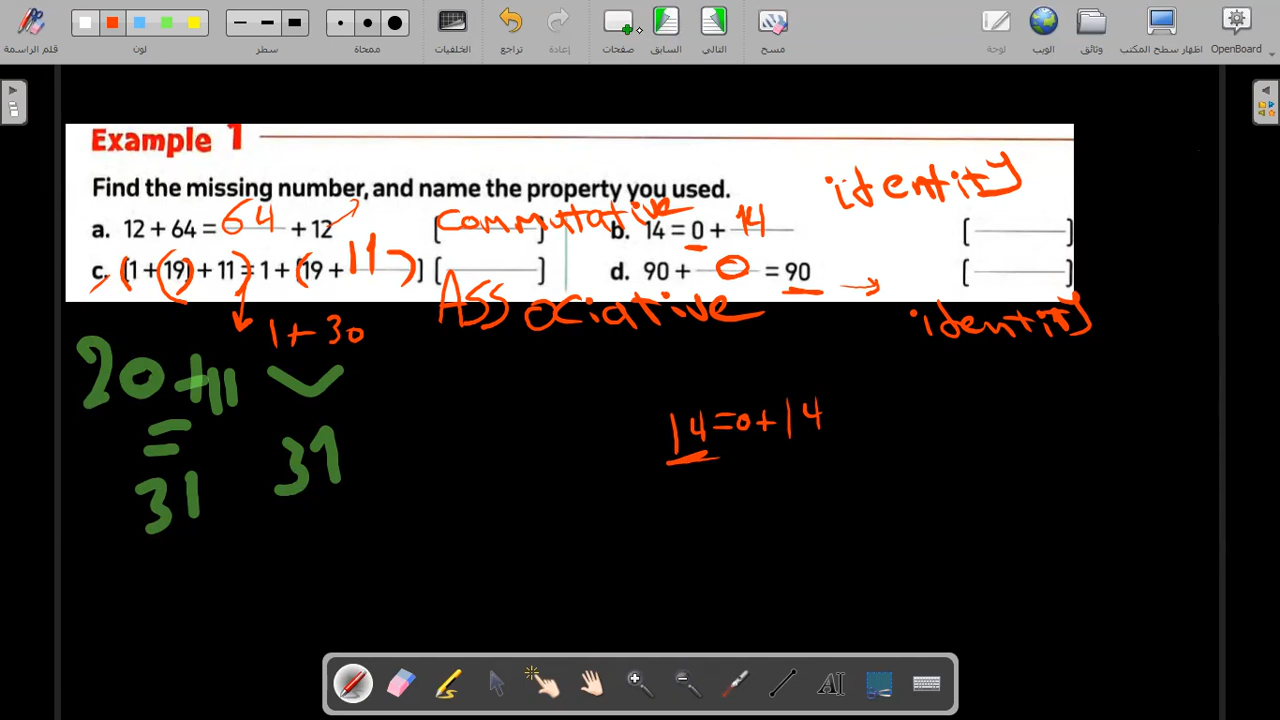 قلم الراسمة
لون
سطر
ممحاة
الخلفيات
تراجع
إعادة
صفحات
السابق
التالي
مسح
لوحة
الويب
وثائق
اظهار سطح المكتب
OpenBoard
Example 1
Find the missing number, and name the property you used.
identity
a. 12 + 64 = 64 + 12 [commutative]
b. 14 = 0 + 14 [ ]
c. (1 + 19) + 11 = 1 + (19 + 11)] [ ]
d. 90 + 0 = 90 [ ]
Associative
identity
1 + 30
20 + 11
=
31
31
14 = 0 + 14